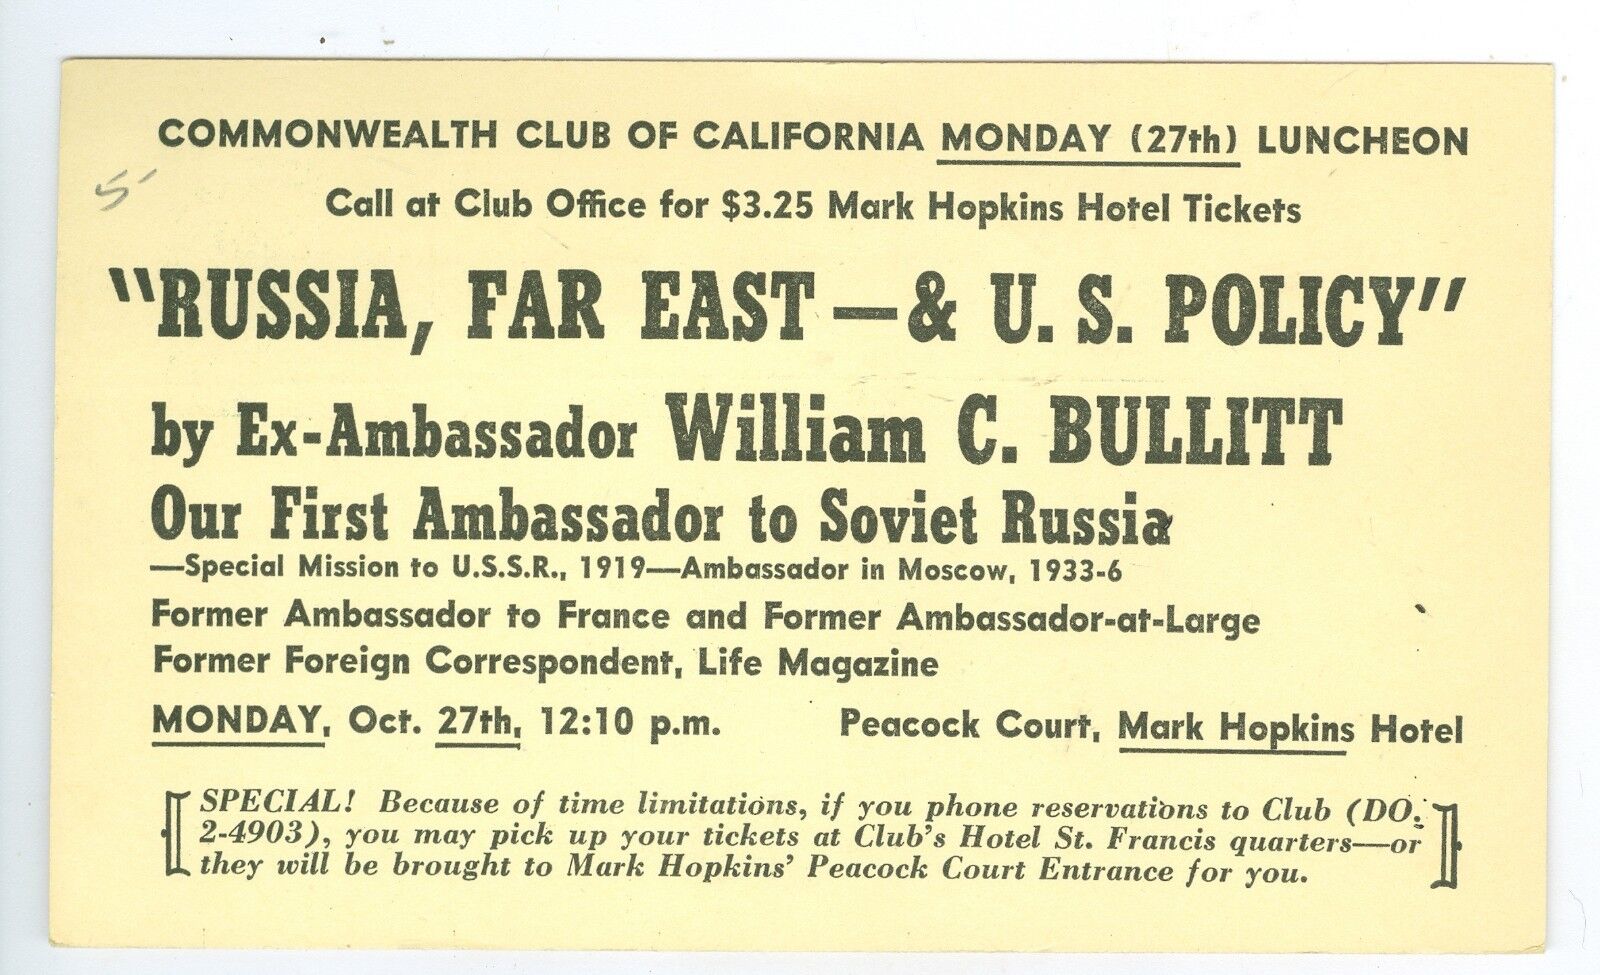 COMMONWEALTH CLUB OF CALIFORNIA MONDAY (27th) LUNCHEON
5
Call at Club Office for $3.25 Mark Hopkins Hotel Tickets
"RUSSIA, FAR EAST—& U. S. POLICY"
by Ex-Ambassador William C. BULLITT
Our First Ambassador to Soviet Russia
—Special Mission to U.S.S.R., 1919—Ambassador in Moscow, 1933-6
Former Ambassador to France and Former Ambassador-at-Large
Former Foreign Correspondent, Life Magazine
MONDAY, Oct. 27th, 12:10 p.m. Peacock Court, Mark Hopkins Hotel
SPECIAL! Because of time limitations, if you phone reservations to Club (DO.
2-4903), you may pick up your tickets at Club's Hotel St. Francis quarters—or
they will be brought to Mark Hopkins' Peacock Court Entrance for you.